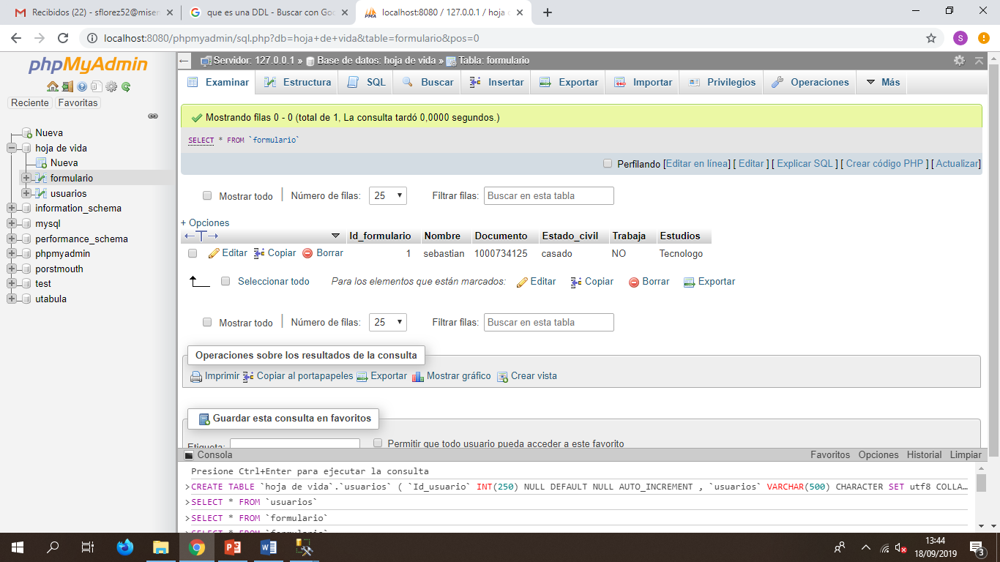 Recibidos (22) - sflorez52@miser
que es una DDL - Buscar con Goo
localhost:8080 / 127.0.0.1 / hoja
localhost:8080/phpmyadmin/sql.php?db=hoja+de+vida&table=formulario&pos=0
S
phpMyAdmin
Reciente Favoritas
Nueva
hoja de vida
Nueva
formulario
usuarios
information_schema
mysql
performance_schema
phpmyadmin
porstmouth
test
utabula
Servidor: 127.0.0.1 » Base de datos: hoja de vida » Tabla: formulario
Examinar Estructura SQL Buscar Insertar Exportar Importar Privilegios Operaciones Más
Mostrando filas 0 - 0 (total de 1, La consulta tardó 0,0000 segundos.)
SELECT * FROM `formulario`
Perfilando [Editar en línea] [ Editar ] [ Explicar SQL ] [ Crear código PHP ] [ Actualizar]
Mostrar todo | Número de filas: 25 Filtrar filas: Buscar en esta tabla
+ Opciones
←T→ Id_formulario Nombre Documento Estado_civil Trabaja Estudios
Editar Copiar Borrar 1 sebastian 1000734125 casado NO Tecnologo
Seleccionar todo Para los elementos que están marcados: Editar Copiar Borrar Exportar
Mostrar todo | Número de filas: 25 Filtrar filas: Buscar en esta tabla
Operaciones sobre los resultados de la consulta
Imprimir Copiar al portapapeles Exportar Mostrar gráfico Crear vista
Guardar esta consulta en favoritos
Etiqueta: Permitir que todo usuario pueda acceder a este favorito
Consola Favoritos Opciones Historial Limpiar
Presione Ctrl+Enter para ejecutar la consulta
>CREATE TABLE `hoja de vida`.`usuarios` ( `Id_usuario` INT(250) NULL DEFAULT NULL AUTO_INCREMENT , `usuarios` VARCHAR(500) CHARACTER SET utf8 COLLA…
>SELECT * FROM `usuarios`
>SELECT * FROM `formulario`
>SELECT * FROM `formulario`
13:44
18/09/2019
3